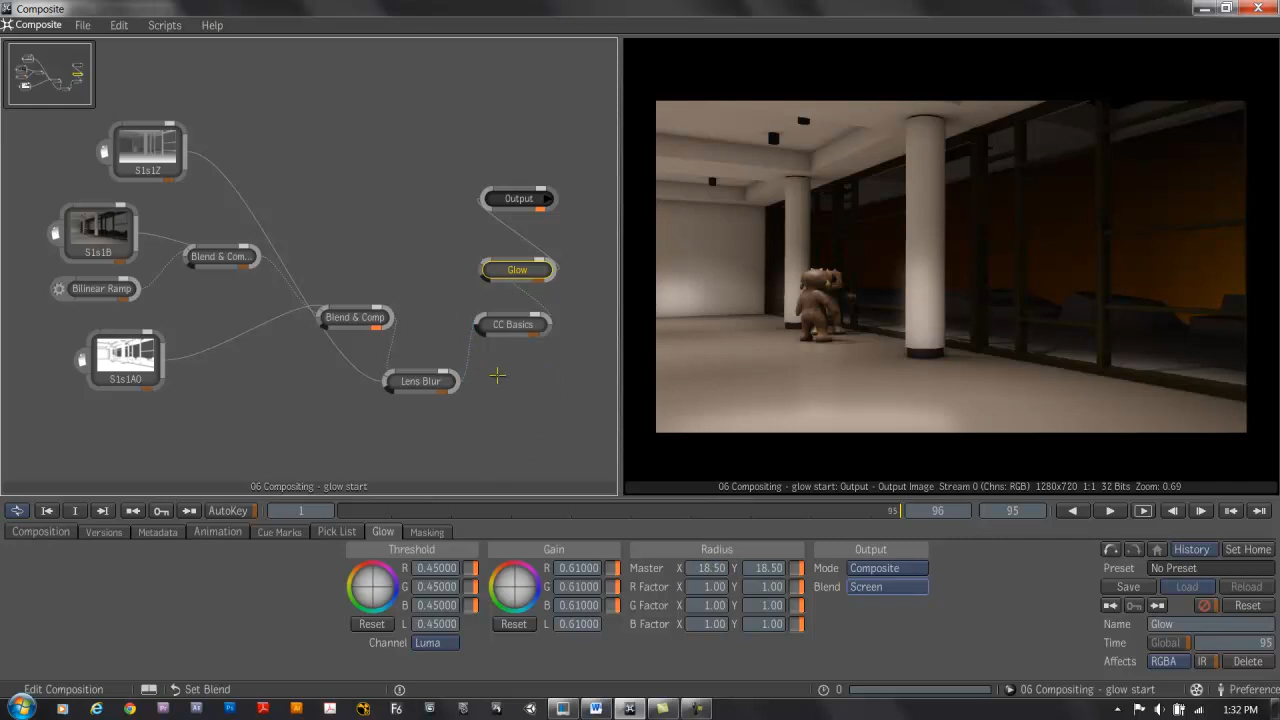 Composite
Composite File Edit Scripts Help
S1s1Z
S1s1B
Blend & Com...
Bilinear Ramp
S1s1AO
Blend & Comp
Lens Blur
Output
Glow
CC Basics
06 Compositing - glow start
06 Compositing - glow start: Output - Output Image Stream 0 (Chns: RGB) 1280x720 1:1 32 Bits Zoom: 0.69
AutoKey 1 95 96 95
Composition Versions Metadata Animation Cue Marks Pick List Glow Masking
Threshold Gain Radius Output History Set Home
R 0.45000 R 0.61000 Master X 18.50 Y 18.50 Mode Composite Preset No Preset
G 0.45000 G 0.61000 R Factor X 1.00 Y 1.00 Blend Screen Save Load Reload
B 0.45000 B 0.61000 G Factor X 1.00 Y 1.00 Reset
Reset L 0.45000 Reset L 0.61000 B Factor X 1.00 Y 1.00 Name Glow
Channel Luma Time Global 95
Affects RGBA IR Delete
Edit Composition Set Blend 0 06 Compositing - glow start Preference
1:32 PM